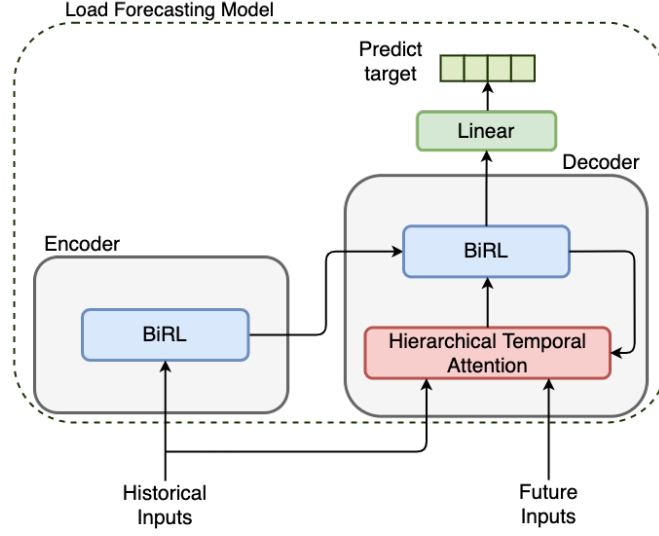 Load Forecasting Model
Predict
target
Linear
Decoder
Encoder
BiRL
BiRL
Hierarchical Temporal
Attention
Historical
Inputs
Future
Inputs